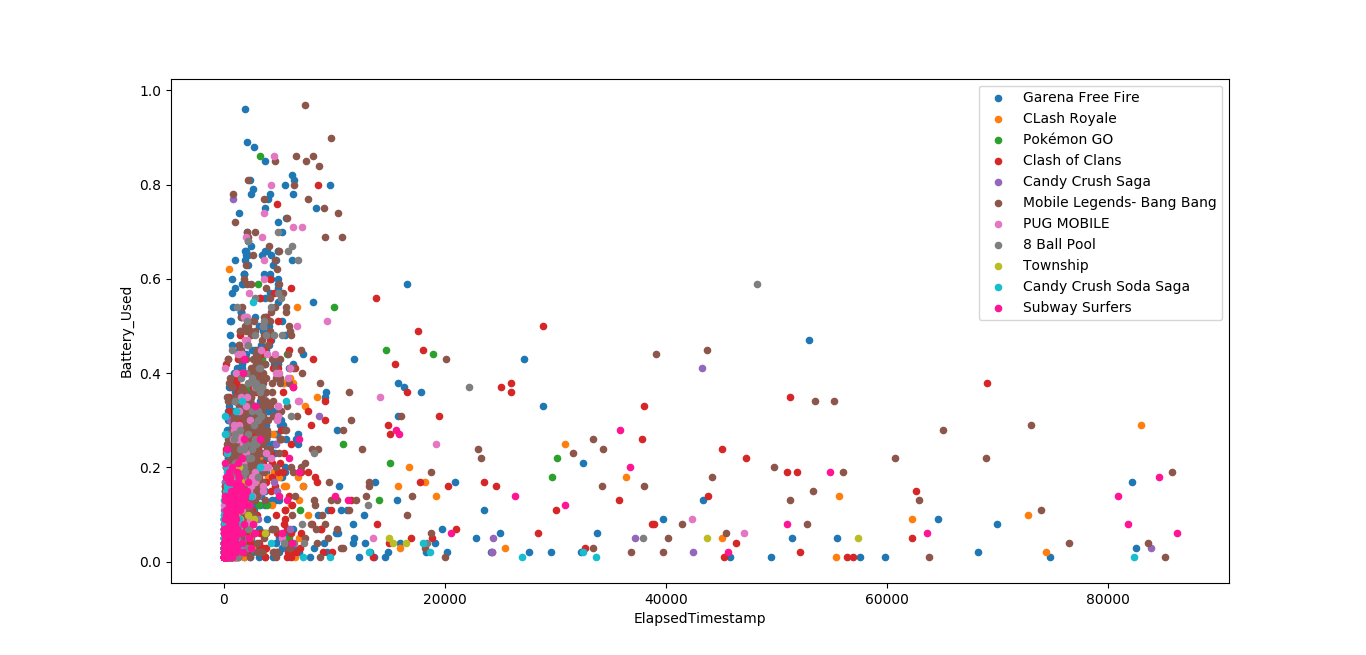 1.0
0.8
0.6
0.4
0.2
0.0
Battery_Used
0
20000
40000
60000
80000
ElapsedTimestamp
Garena Free Fire
CLash Royale
Pokémon GO
Clash of Clans
Candy Crush Saga
Mobile Legends- Bang Bang
PUG MOBILE
8 Ball Pool
Township
Candy Crush Soda Saga
Subway Surfers